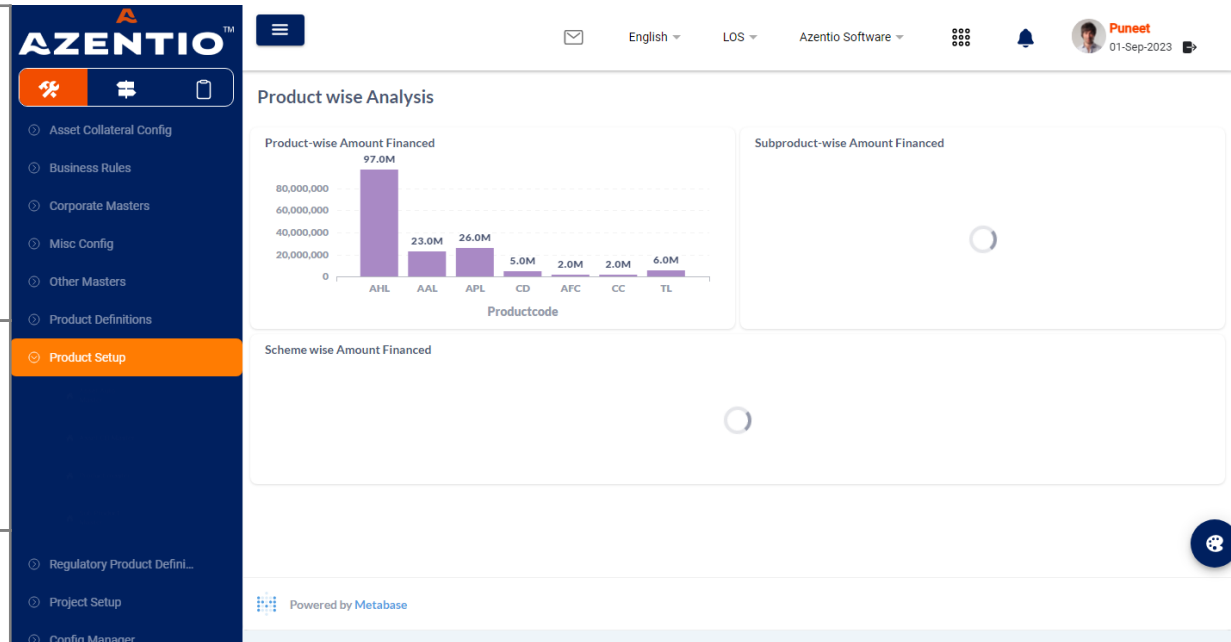 AZENTIO™
English
LOS
Azentio Software
Puneet
01-Sep-2023
Asset Collateral Config
Business Rules
Corporate Masters
Misc Config
Other Masters
Product Definitions
Product Setup
Regulatory Product Defini...
Project Setup
Config Manager
Product wise Analysis
Product-wise Amount Financed
97.0M
80,000,000
60,000,000
40,000,000
23.0M
26.0M
20,000,000
5.0M
2.0M
2.0M
6.0M
0
AHL
AAL
APL
CD
AFC
CC
TL
Productcode
Subproduct-wise Amount Financed
Scheme wise Amount Financed
Powered by Metabase